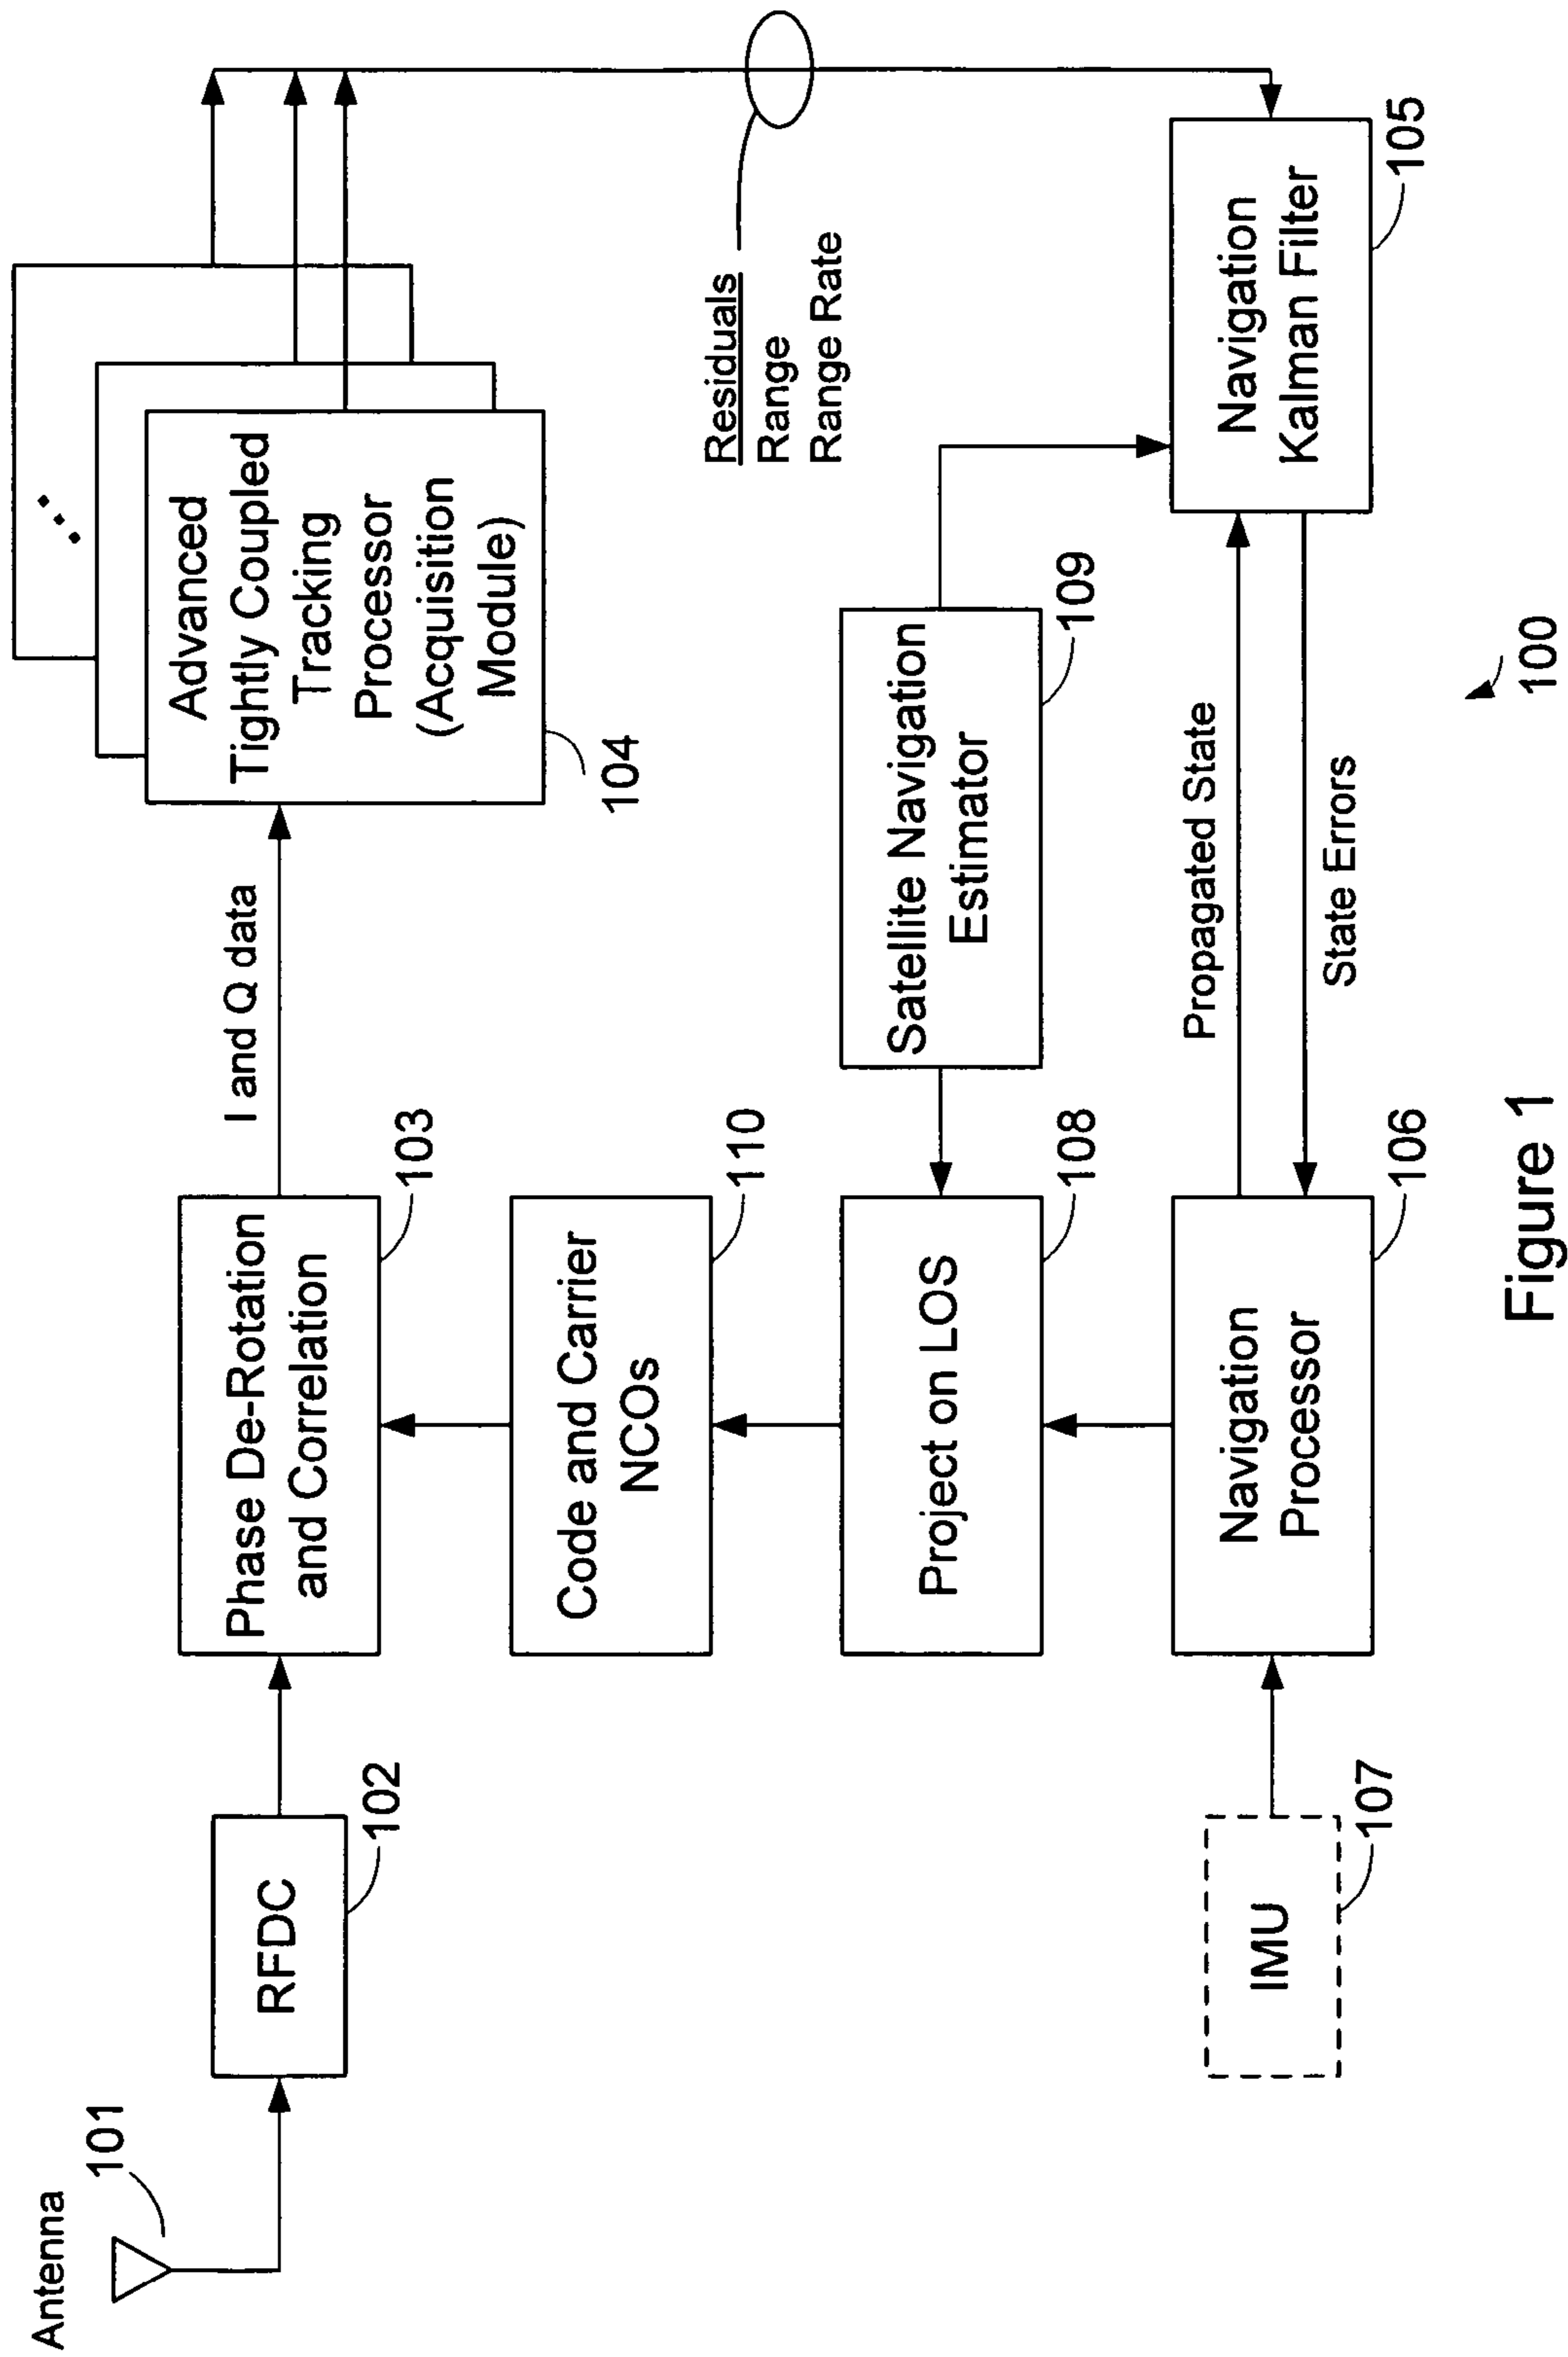 Antenna
101
RFDC
102
Phase De-Rotation
and Correlation
103
I and Q data
Advanced
Tightly Coupled
Tracking
Processor
(Acquisition
Module)
104
Code and Carrier
NCOs
110
Residuals
Range
Range Rate
Project on LOS
108
Satellite Navigation
Estimator
109
IMU
107
Navigation
Processor
106
Propagated State
State Errors
Navigation
Kalman Filter
105
100
Figure 1